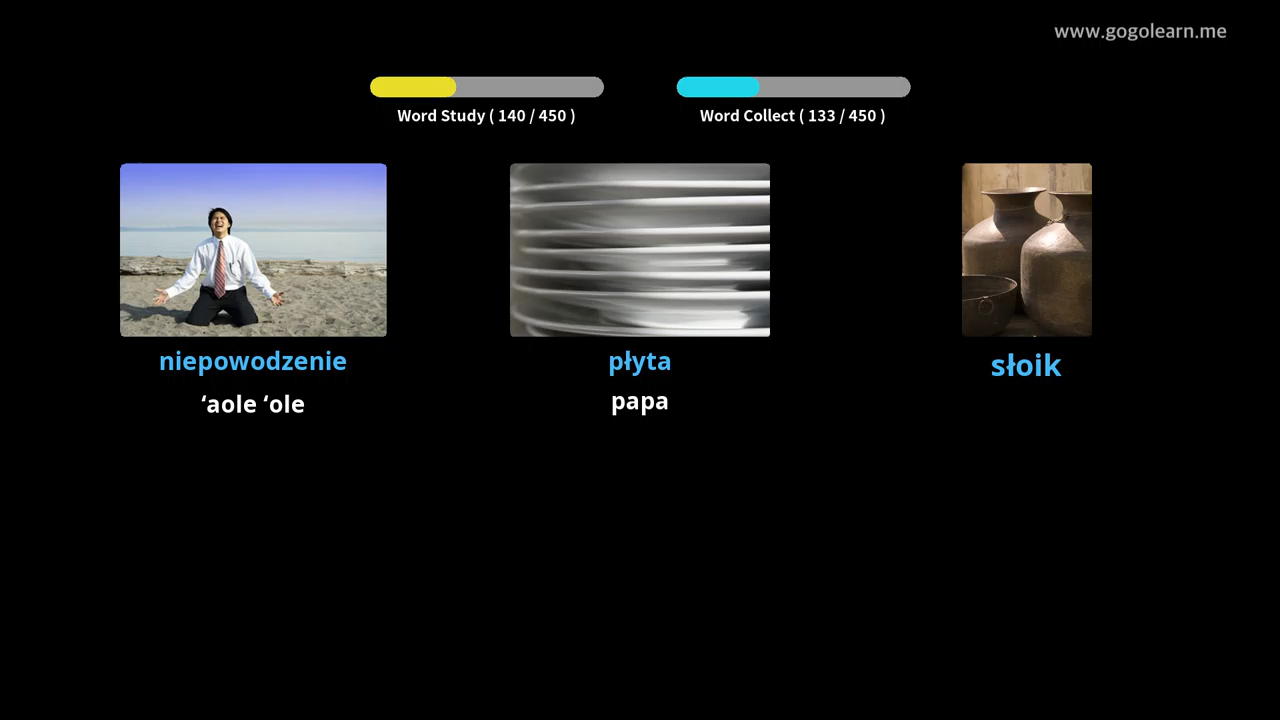 www.gogolearn.me
Word Study ( 140 / 450 )
Word Collect ( 133 / 450 )
niepowodzenie
płyta
słoik
‘aole ‘ole
papa